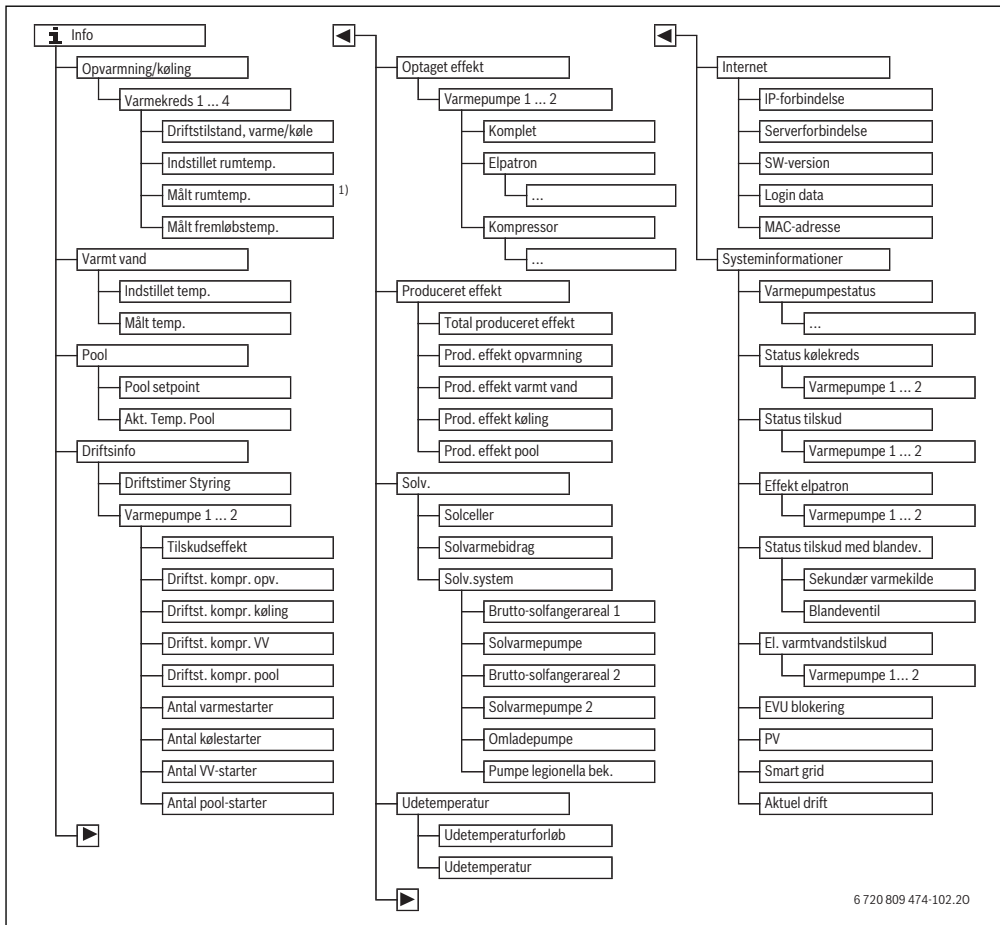 Info
Opvarmning/køling
Varmekreds 1 ... 4
Driftstilstand, varme/køle
Indstillet rumtemp.
Målt rumtemp. 1)
Målt fremløbstemp.
Varmt vand
Indstillet temp.
Målt temp.
Pool
Pool setpoint
Akt. Temp. Pool
Driftsinfo
Driftstimer Styring
Varmepumpe 1 ... 2
Tilskudseffekt
Driftst. kompr. opv.
Driftst. kompr. køling
Driftst. kompr. VV
Driftst. kompr. pool
Antal varmestarter
Antal kølestarter
Antal VV-starter
Antal pool-starter
Optaget effekt
Varmepumpe 1 ... 2
Komplet
Elpatron
...
Kompressor
...
Produceret effekt
Total produceret effekt
Prod. effekt opvarmning
Prod. effekt varmt vand
Prod. effekt køling
Prod. effekt pool
Solv.
Solceller
Solvarmebidrag
Solv.system
Brutto-solfangerareal 1
Solvarmepumpe
Brutto-solfangerareal 2
Solvarmepumpe 2
Omladepumpe
Pumpe legionella bek.
Udetemperatur
Udetemperaturforløb
Udetemperatur
Internet
IP-forbindelse
Serverforbindelse
SW-version
Login data
MAC-adresse
Systeminformationer
Varmepumpestatus
...
Status kølekreds
Varmepumpe 1 ... 2
Status tilskud
Varmepumpe 1 ... 2
Effekt elpatron
Varmepumpe 1 ... 2
Status tilskud med blandev.
Sekundær varmekilde
Blandeventil
El. varmtvandstilskud
Varmepumpe 1... 2
EVU blokering
PV
Smart grid
Aktuel drift
6 720 809 474-102.2O